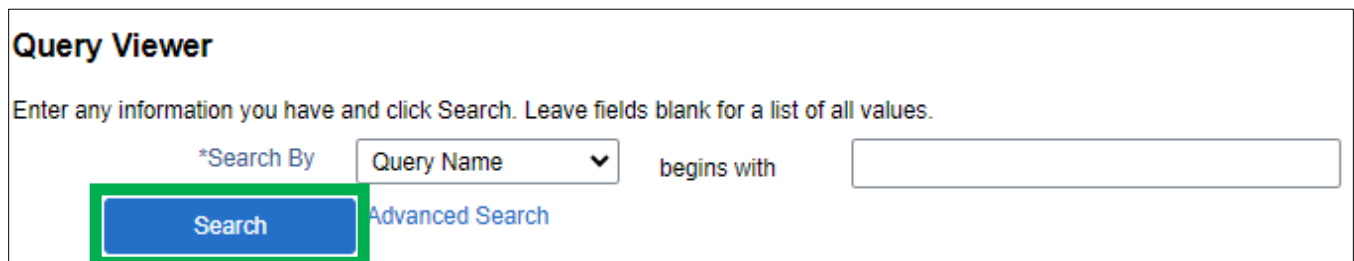 Query Viewer
Enter any information you have and click Search. Leave fields blank for a list of all values.
*Search By Query Name begins with
Search Advanced Search